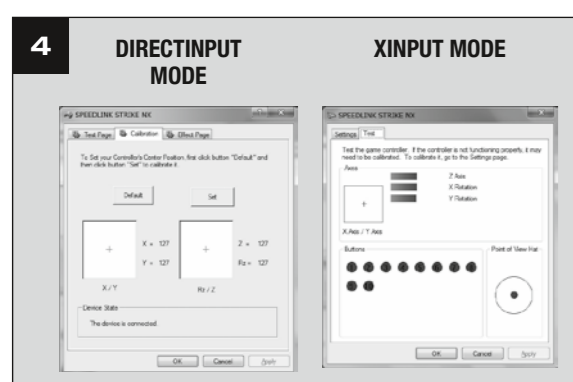 4
DIRECTINPUT
MODE
XINPUT MODE
SPEEDLINK STRIKE NX
Test Page Calibration Effect Page
To Set your Controller's Center Position, first click button "Default" and
then click button "Set" to calibrate it.
Default Set
X = 127
Y = 127
Z = 127
Rz = 127
X / Y
Rz / Z
Device Stats
The device is connected
OK Cancel Apply
SPEEDLINK STRIKE NX
Settings Test
Test the game controller. If the controller is not functioning properly, it may
need to be calibrated. To calibrate it, go to the Settings page.
Axes
Z Axis
X Rotation
Y Rotation
X Axis / Y Axis
Buttons
Point of View Hat
OK Cancel Apply